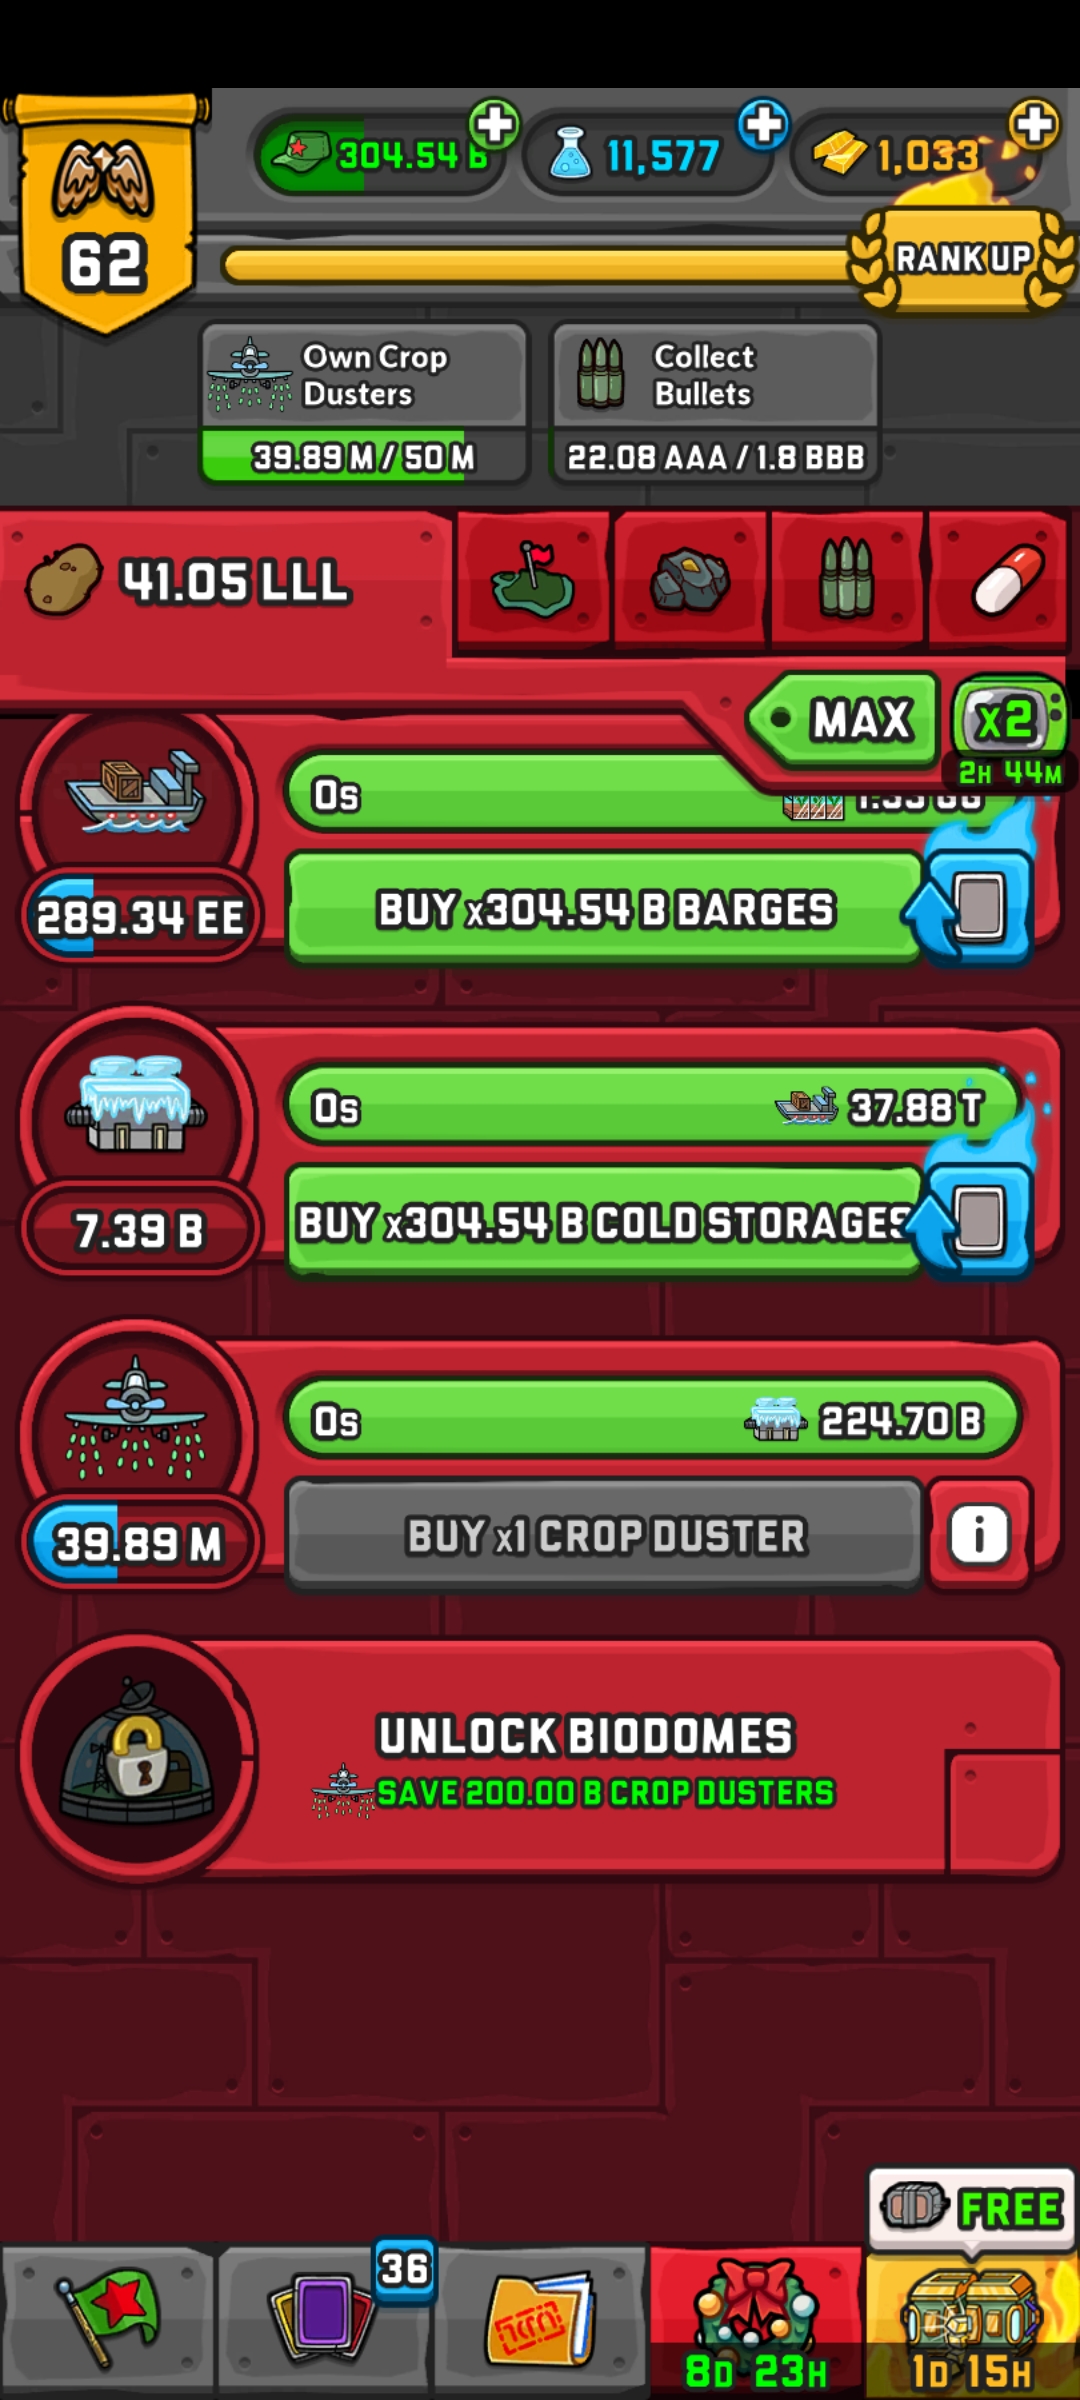 304.54 B
11,577
1,033
62
RANK UP
Own Crop
Dusters
39.89 M / 50 M
Collect
Bullets
22.08 AAA / 1.8 BBB
41.05 LLL
MAX
x2
2H 44M
0s
289.34 EE
BUY x304.54 B BARGES
0s
37.88 T
7.39 B
BUY x304.54 B COLD STORAGES
0s
224.70 B
39.89 M
BUY x1 CROP DUSTER
i
UNLOCK BIODOMES
SAVE 200.00 B CROP DUSTERS
FREE
36
8D 23H
1D 15H